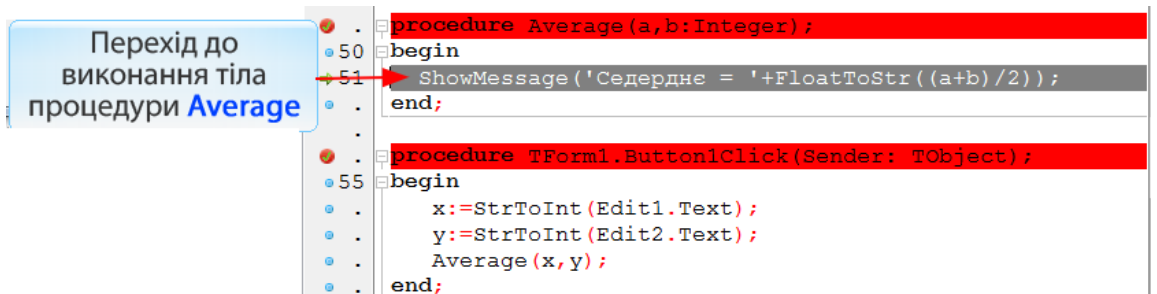 Перехід до
виконання тіла
процедури Average
. procedure Average(a,b:Integer);
50 begin
51 ShowMessage('Седерднє = '+FloatToStr((a+b)/2));
. end;
.
. procedure TForm1.Button1Click(Sender: TObject);
55 begin
. x:=StrToInt(Edit1.Text);
. y:=StrToInt(Edit2.Text);
. Average(x,y);
. end;